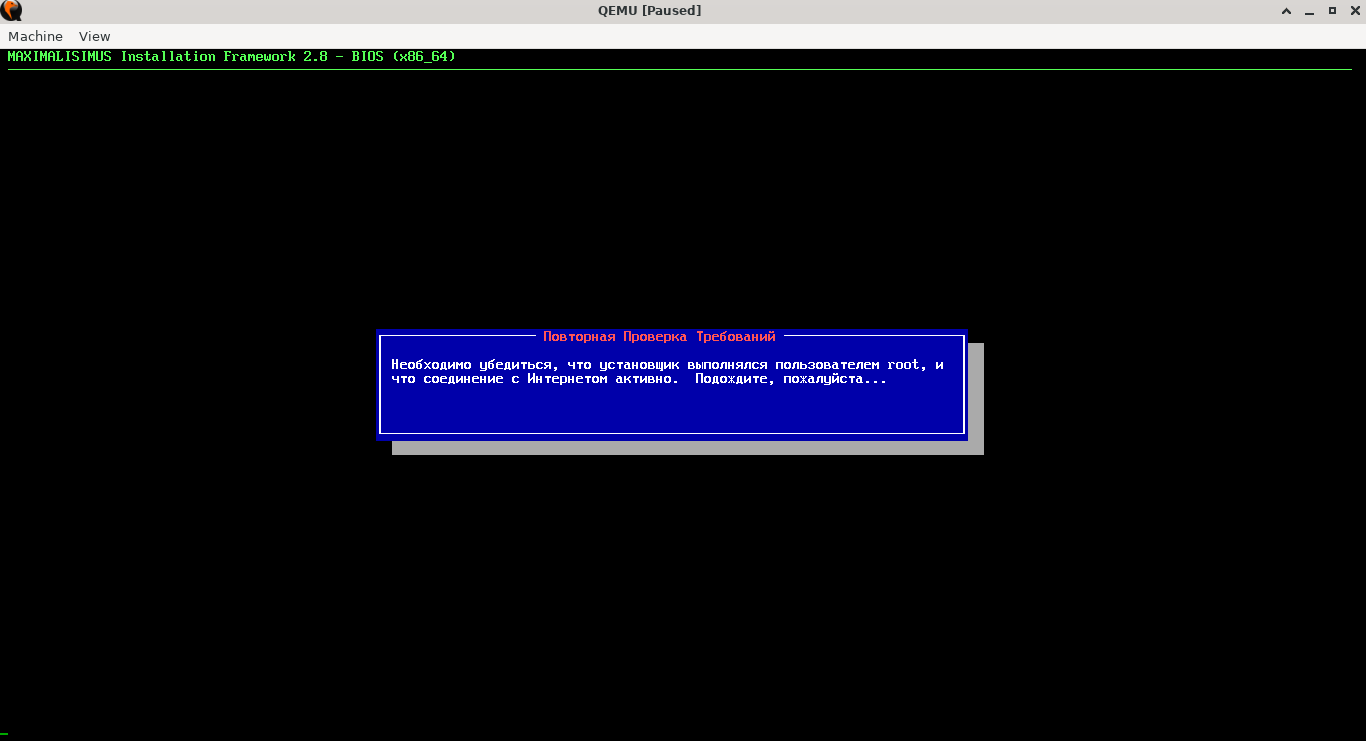 QEMU [Paused]
Machine View
MAXIMALISIMUS Installation Framework 2.8 - BIOS (x86_64)
Повторная Проверка Требований
Необходимо убедиться, что установщик выполнялся пользователем root, и
что соединение с Интернетом активно.  Подождите, пожалуйста...